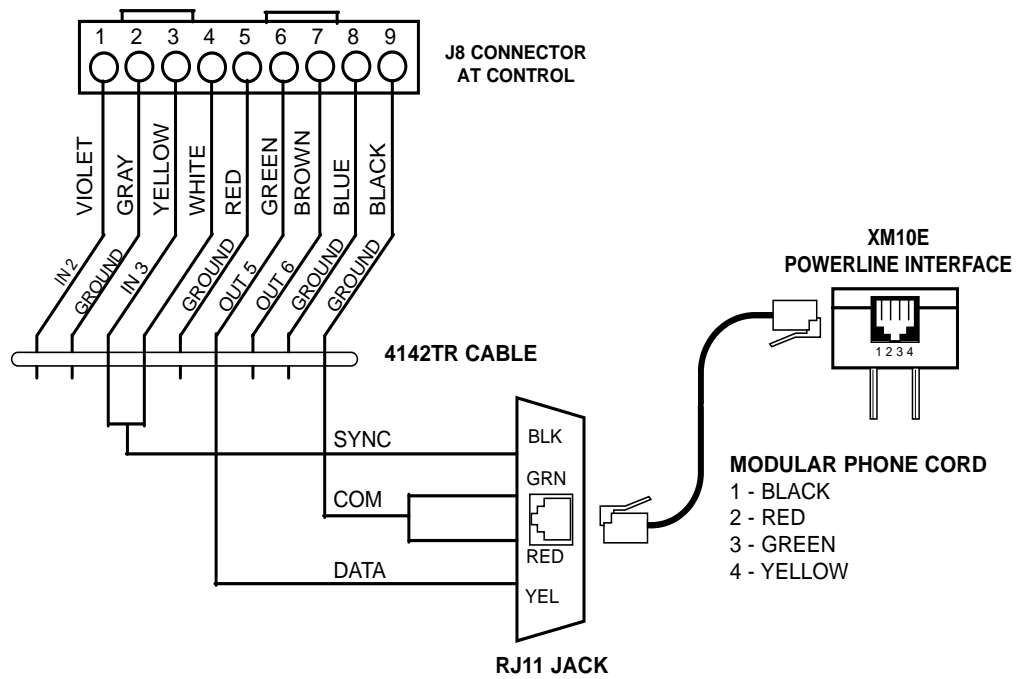 1 2 3 4 5 6 7 8 9
J8 CONNECTOR
AT CONTROL
VIOLET
GRAY
YELLOW
WHITE
RED
GREEN
BROWN
BLUE
BLACK
IN 2
GROUND
IN 3
GROUND
OUT 5
OUT 6
GROUND
GROUND
4142TR CABLE
XM10E
POWERLINE INTERFACE
1 2 3 4
SYNC
COM
DATA
BLK
GRN
RED
YEL
RJ11 JACK
MODULAR PHONE CORD
1 - BLACK
2 - RED
3 - GREEN
4 - YELLOW